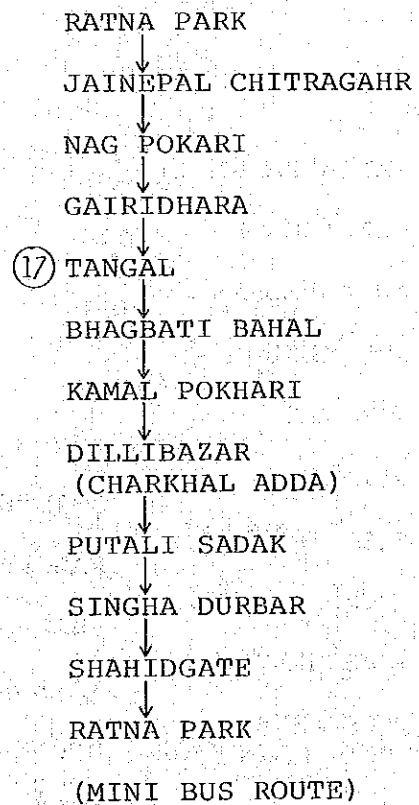 RATNA PARK
JAINEPAL CHITRAGAHR
NAG POKARI
GAIRIDHARA
17 TANGAL
BHAGBATI BAHAL
KAMAL POKHARI
DILLIBAZAR
(CHARKHAL ADDA)
PUTALI SADAK
SINGHA DURBAR
SHAHIDGATE
RATNA PARK
(MINI BUS ROUTE)